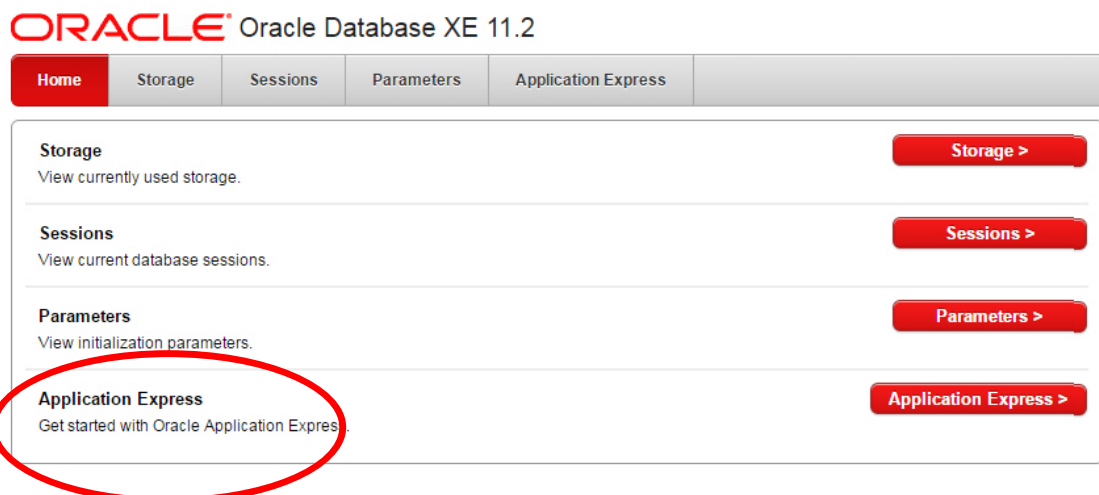 ORACLE Oracle Database XE 11.2
Home Storage Sessions Parameters Application Express
Storage Storage >
View currently used storage.
Sessions Sessions >
View current database sessions.
Parameters Parameters >
View initialization parameters.
Application Express Application Express >
Get started with Oracle Application Express.